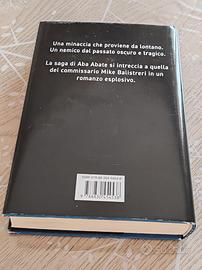 Una minaccia che proviene da lontano.
Un nemico dal passato oscuro e tragico.
La saga di Aba Abate si intreccia a quella
del commissario Mike Balistreri in un
romanzo esplosivo.